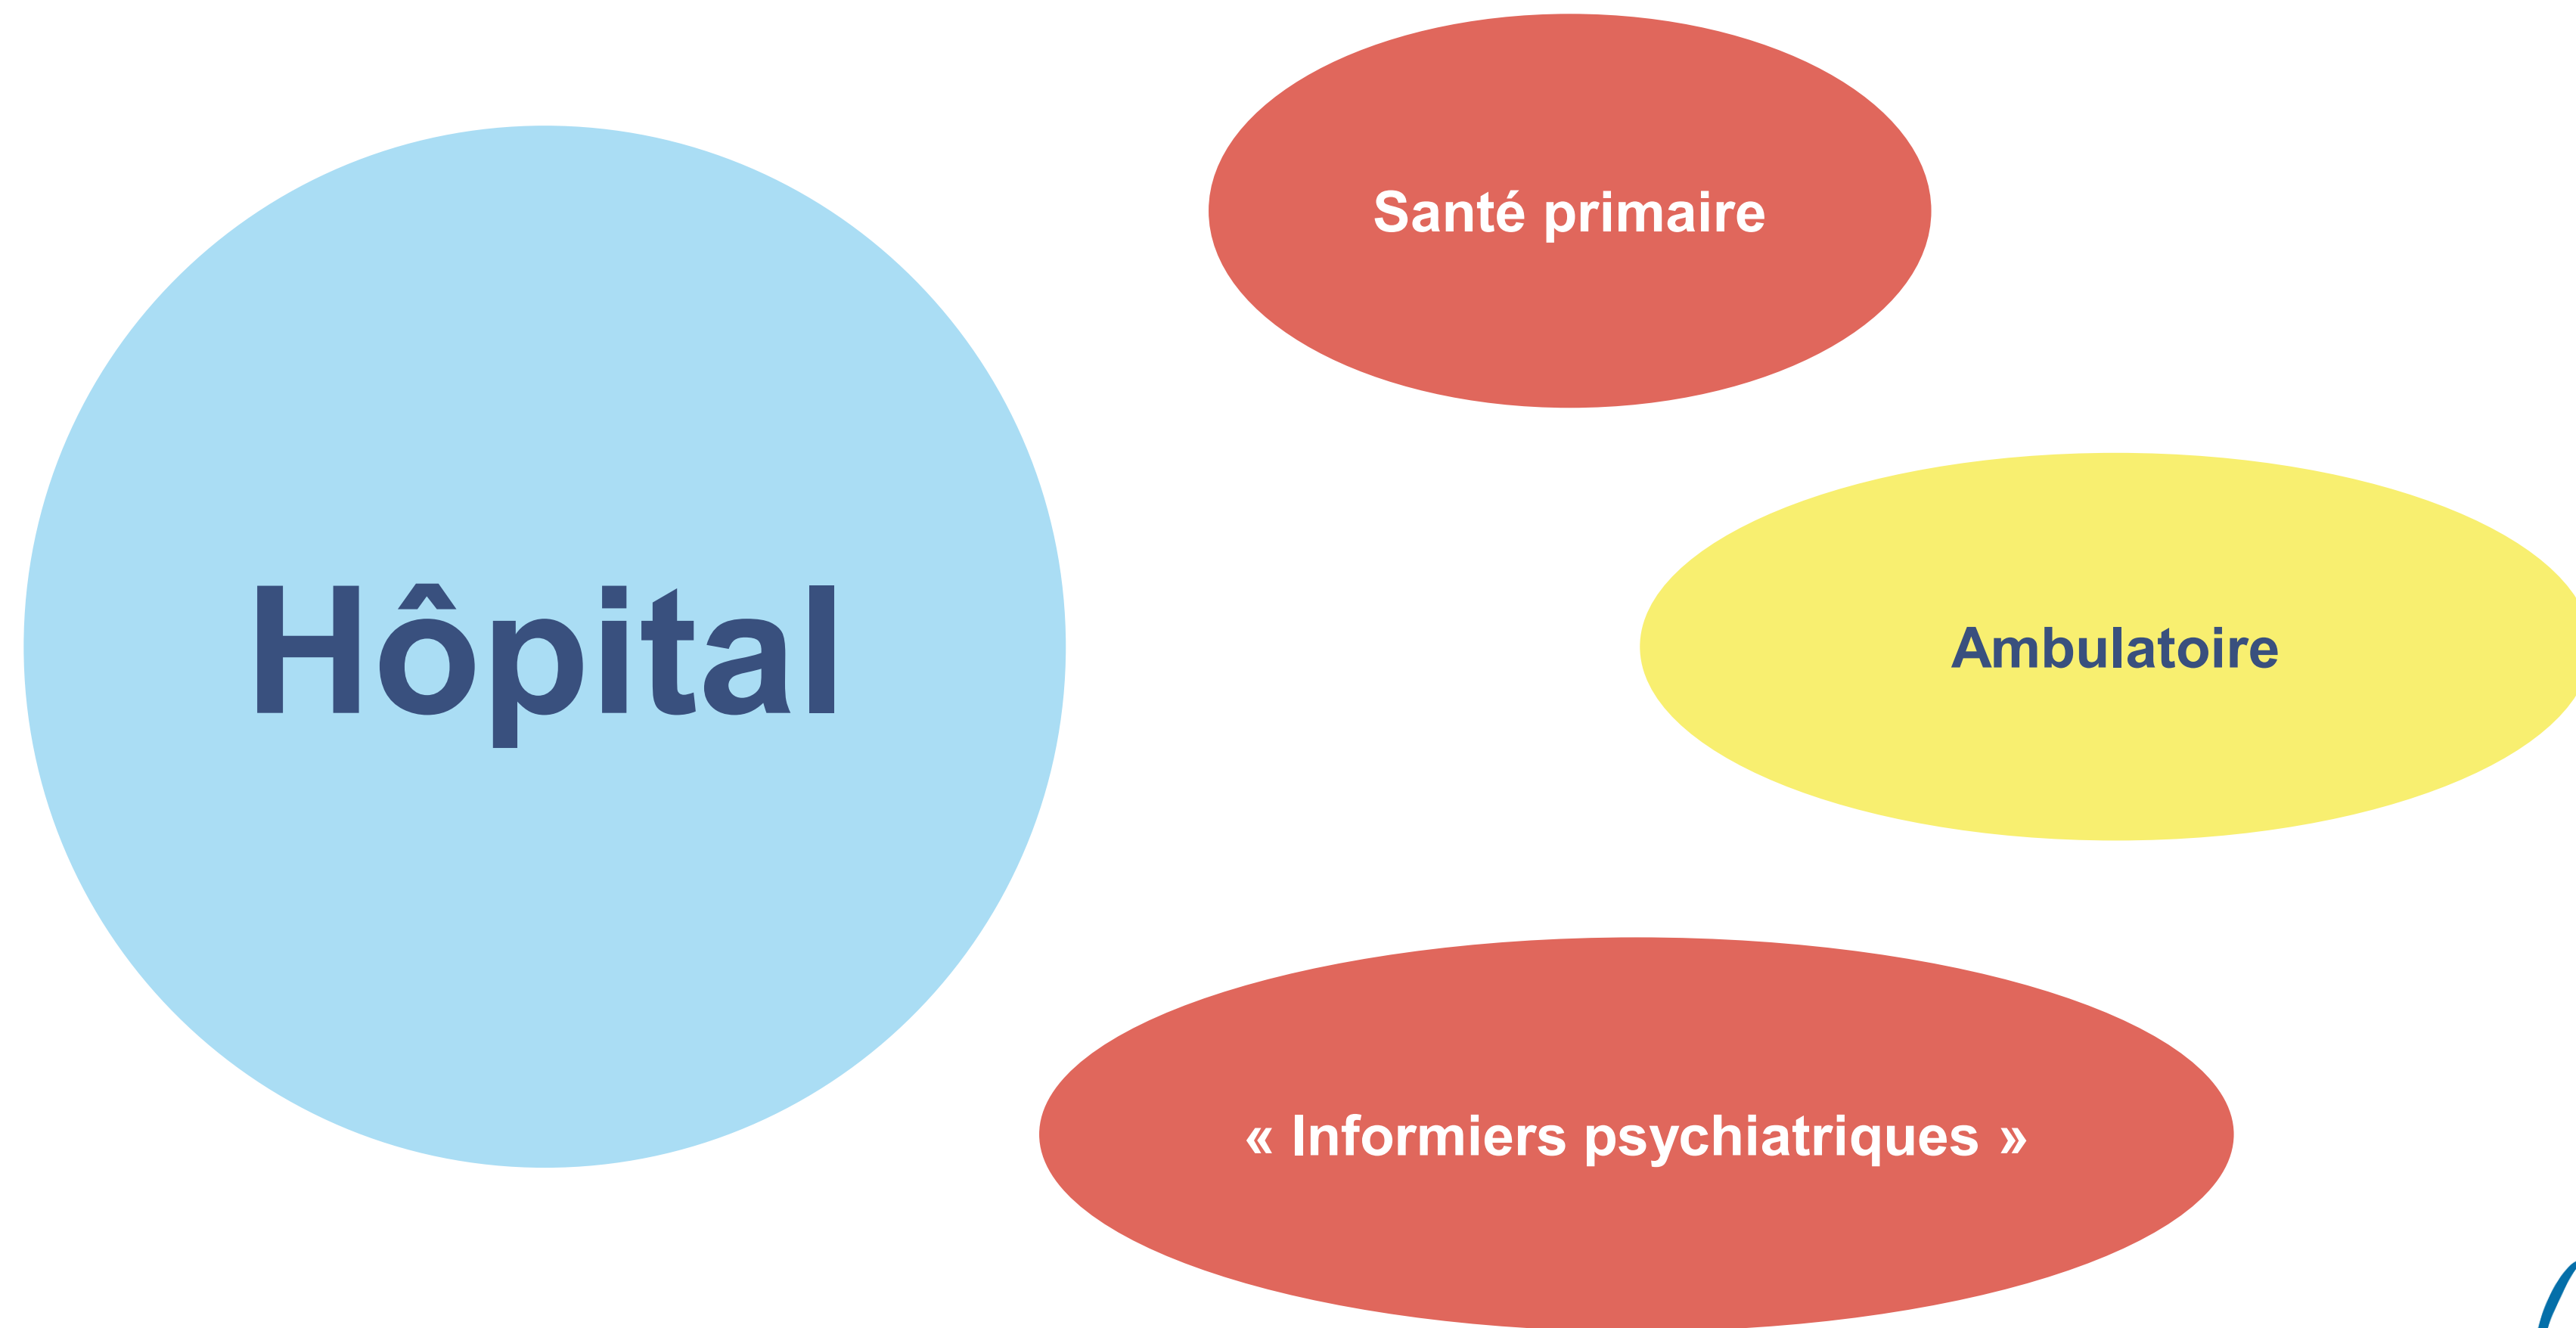 Santé primaire
Hôpital
Ambulatoire
« Informiers psychiatriques »